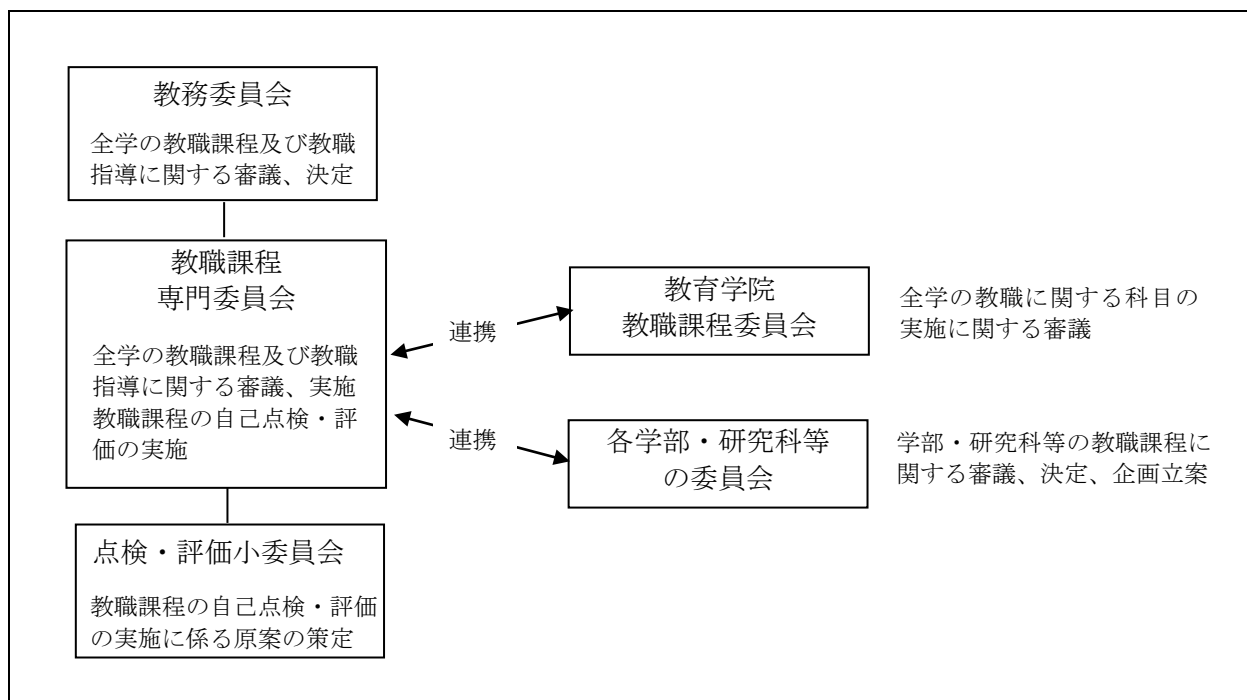 教務委員会
全学の教職課程及び教職
指導に関する審議、決定
教職課程
専門委員会
全学の教職課程及び教職
指導に関する審議、実施
教職課程の自己点検・評
価の実施
点検・評価小委員会
教職課程の自己点検・評価
の実施に係る原案の策定
連携
教育学院
教職課程委員会
全学の教職に関する科目の
実施に関する審議
連携
各学部・研究科等
の委員会
学部・研究科等の教職課程に
関する審議、決定、企画立案